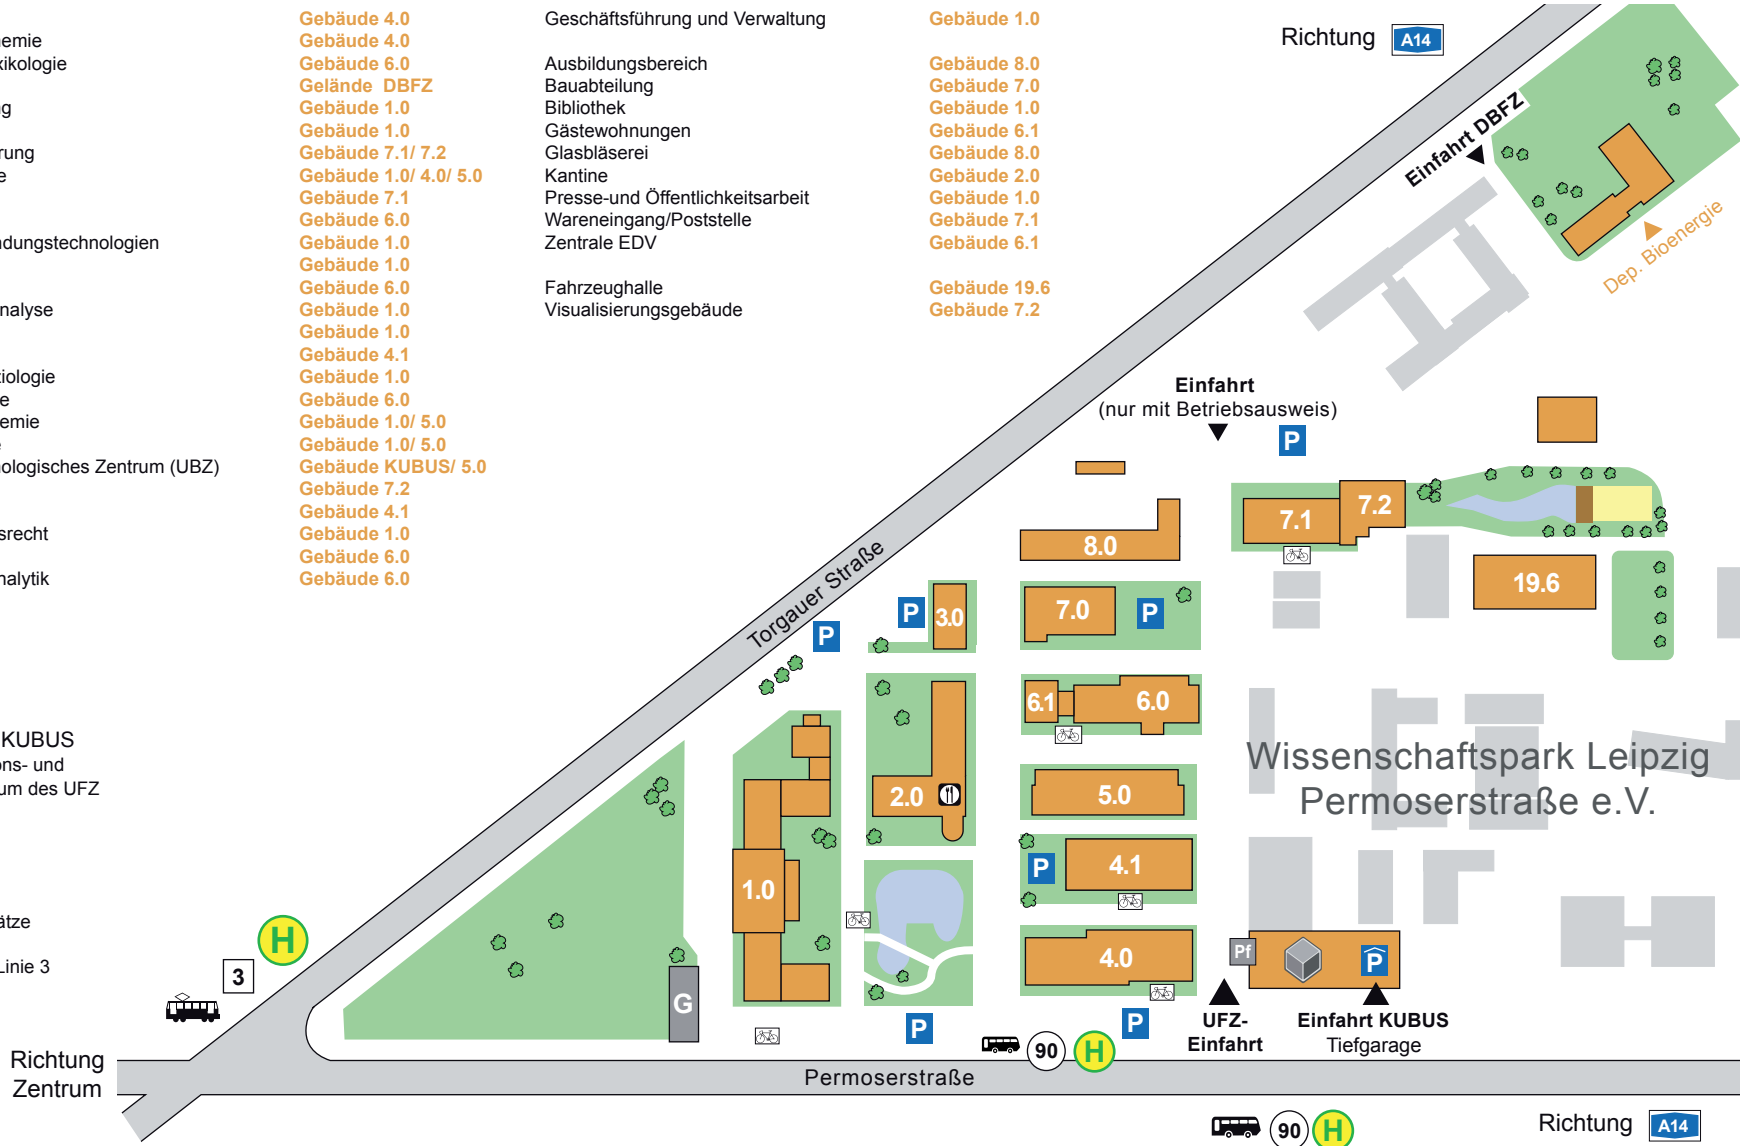 Gebäude 4.0
emie Gebäude 4.0
ikologie Gebäude 6.0
Gelände DBFZ
g Gebäude 1.0
Gebäude 1.0
rung Gebäude 7.1/ 7.2
e Gebäude 1.0/ 4.0/ 5.0
Gebäude 7.1
Gebäude 6.0
ndungstechnologien Gebäude 1.0
Gebäude 1.0
Gebäude 6.0
nalyse Gebäude 1.0
Gebäude 1.0
Gebäude 4.1
iologie Gebäude 1.0
e Gebäude 6.0
emie Gebäude 1.0/ 5.0
e Gebäude 1.0/ 5.0
nologisches Zentrum (UBZ) Gebäude KUBUS/ 5.0
Gebäude 7.2
Gebäude 4.1
srecht Gebäude 1.0
Gebäude 6.0
nalytik Gebäude 6.0
Geschäftsführung und Verwaltung Gebäude 1.0
Ausbildungsbereich Gebäude 8.0
Bauabteilung Gebäude 7.0
Bibliothek Gebäude 1.0
Gästewohnungen Gebäude 6.1
Glasbläserei Gebäude 8.0
Kantine Gebäude 2.0
Presse-und Öffentlichkeitsarbeit Gebäude 1.0
Wareneingang/Poststelle Gebäude 7.1
Zentrale EDV Gebäude 6.1
Fahrzeughalle Gebäude 19.6
Visualisierungsgebäude Gebäude 7.2
Richtung A14
Einfahrt DBFZ
Dep. Bioenergie
Einfahrt
(nur mit Betriebsausweis)
P
7.1
7.2
8.0
19.6
Torgauer Straße
P
P
3.0
7.0
P
6.1
6.0
KUBUS
ons- und
um des UFZ
Wissenschaftspark Leipzig
Permoserstraße e.V.
2.0
5.0
P
4.1
1.0
ätze
Linie 3
H
3
4.0
Pf
P
G
P
P
UFZ-
Einfahrt
Einfahrt KUBUS
Tiefgarage
90
H
Richtung
Zentrum
Permoserstraße
90
H
Richtung A14